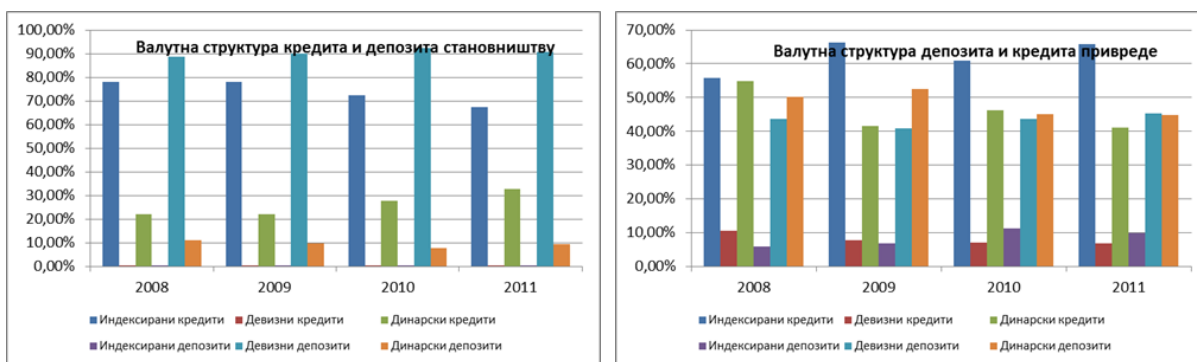 Валутна структура кредита и депозита становништву
100,00%
90,00%
80,00%
70,00%
60,00%
50,00%
40,00%
30,00%
20,00%
10,00%
0,00%
2008 2009 2010 2011
Индексирани кредити Девизни кредити Динарски кредити
Индексирани депозити Девизни депозити Динарски депозити
Валутна структура депозита и кредита привреде
70,00%
60,00%
50,00%
40,00%
30,00%
20,00%
10,00%
0,00%
2008 2009 2010 2011
Индексирани кредити Девизни кредити Динарски кредити
Индексирани депозити Девизни депозити Динарски депозити